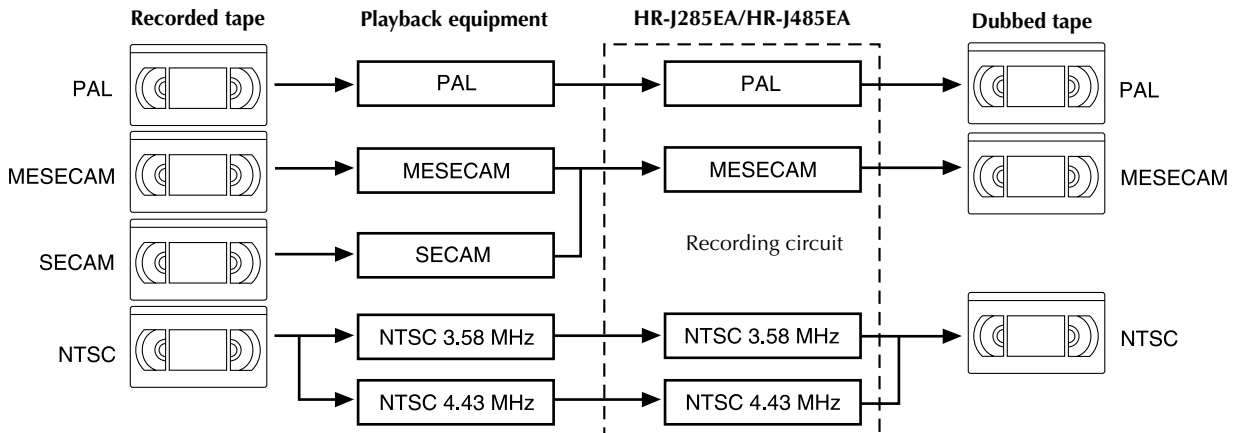 Recorded tape
Playback equipment
HR-J285EA/HR-J485EA
Dubbed tape
PAL
PAL
PAL
PAL
MESECAM
MESECAM
MESECAM
MESECAM
SECAM
SECAM
Recording circuit
NTSC
NTSC 3.58 MHz
NTSC 3.58 MHz
NTSC
NTSC 4.43 MHz
NTSC 4.43 MHz